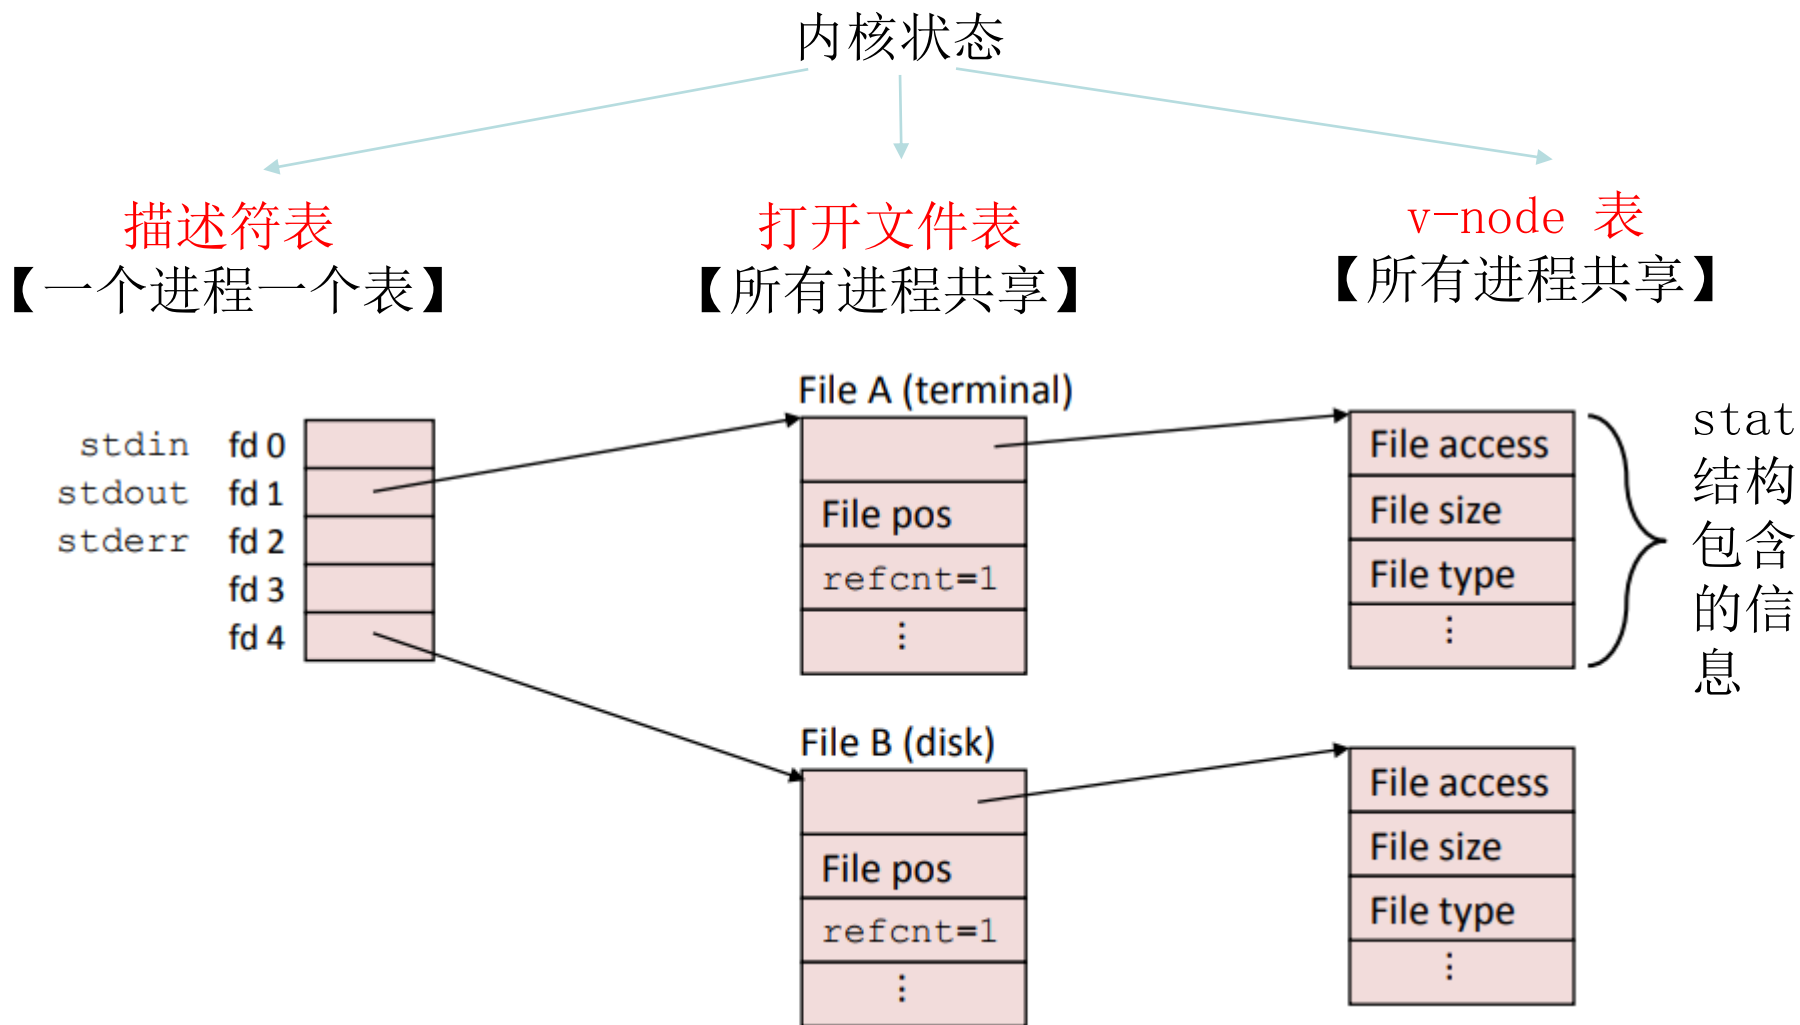 内核状态
描述符表
【一个进程一个表】
打开文件表
【所有进程共享】
v-node 表
【所有进程共享】
stdin fd 0
stdout fd 1
stderr fd 2
fd 3
fd 4
File A (terminal)
File pos
refcnt=1
⋮
File B (disk)
File pos
refcnt=1
⋮
File access
File size
File type
⋮
File access
File size
File type
⋮
stat
结构
包含
的信
息